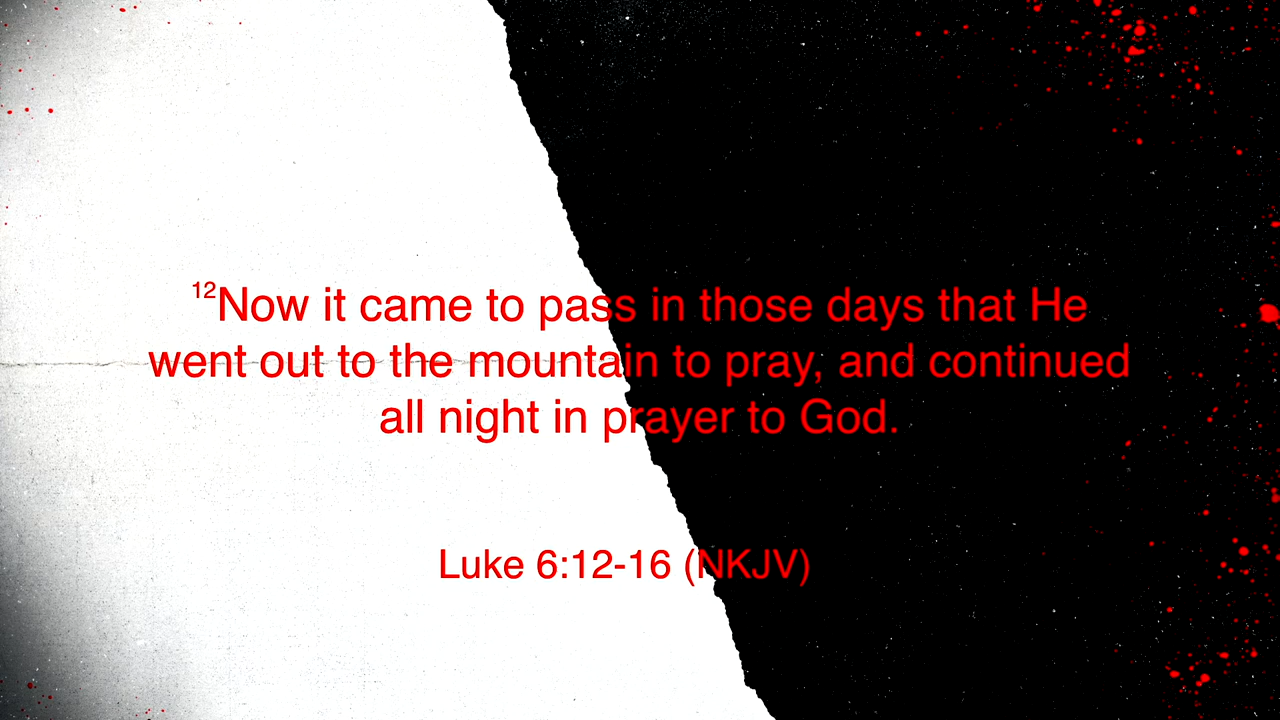 12Now it came to pass in those days that He
went out to the mountain to pray, and continued
all night in prayer to God.
Luke 6:12-16 (NKJV)